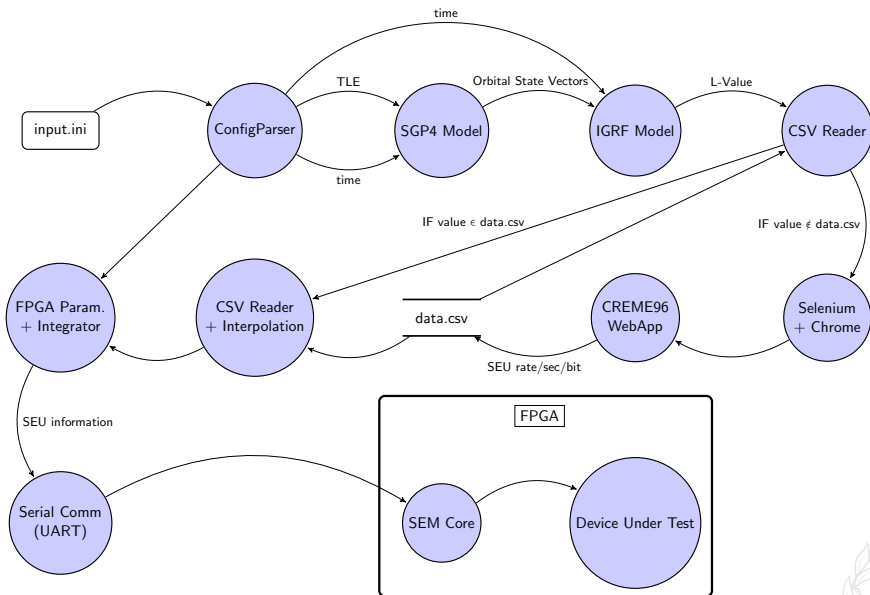 time
TLE
Orbital State Vectors
L-Value
input.ini
ConfigParser
SGP4 Model
IGRF Model
CSV Reader
time
IF value ϵ data.csv
IF value ∉ data.csv
FPGA Param.
+ Integrator
CSV Reader
+ Interpolation
data.csv
CREME96
WebApp
Selenium
+ Chrome
SEU rate/sec/bit
SEU information
FPGA
Serial Comm
(UART)
SEM Core
Device Under Test